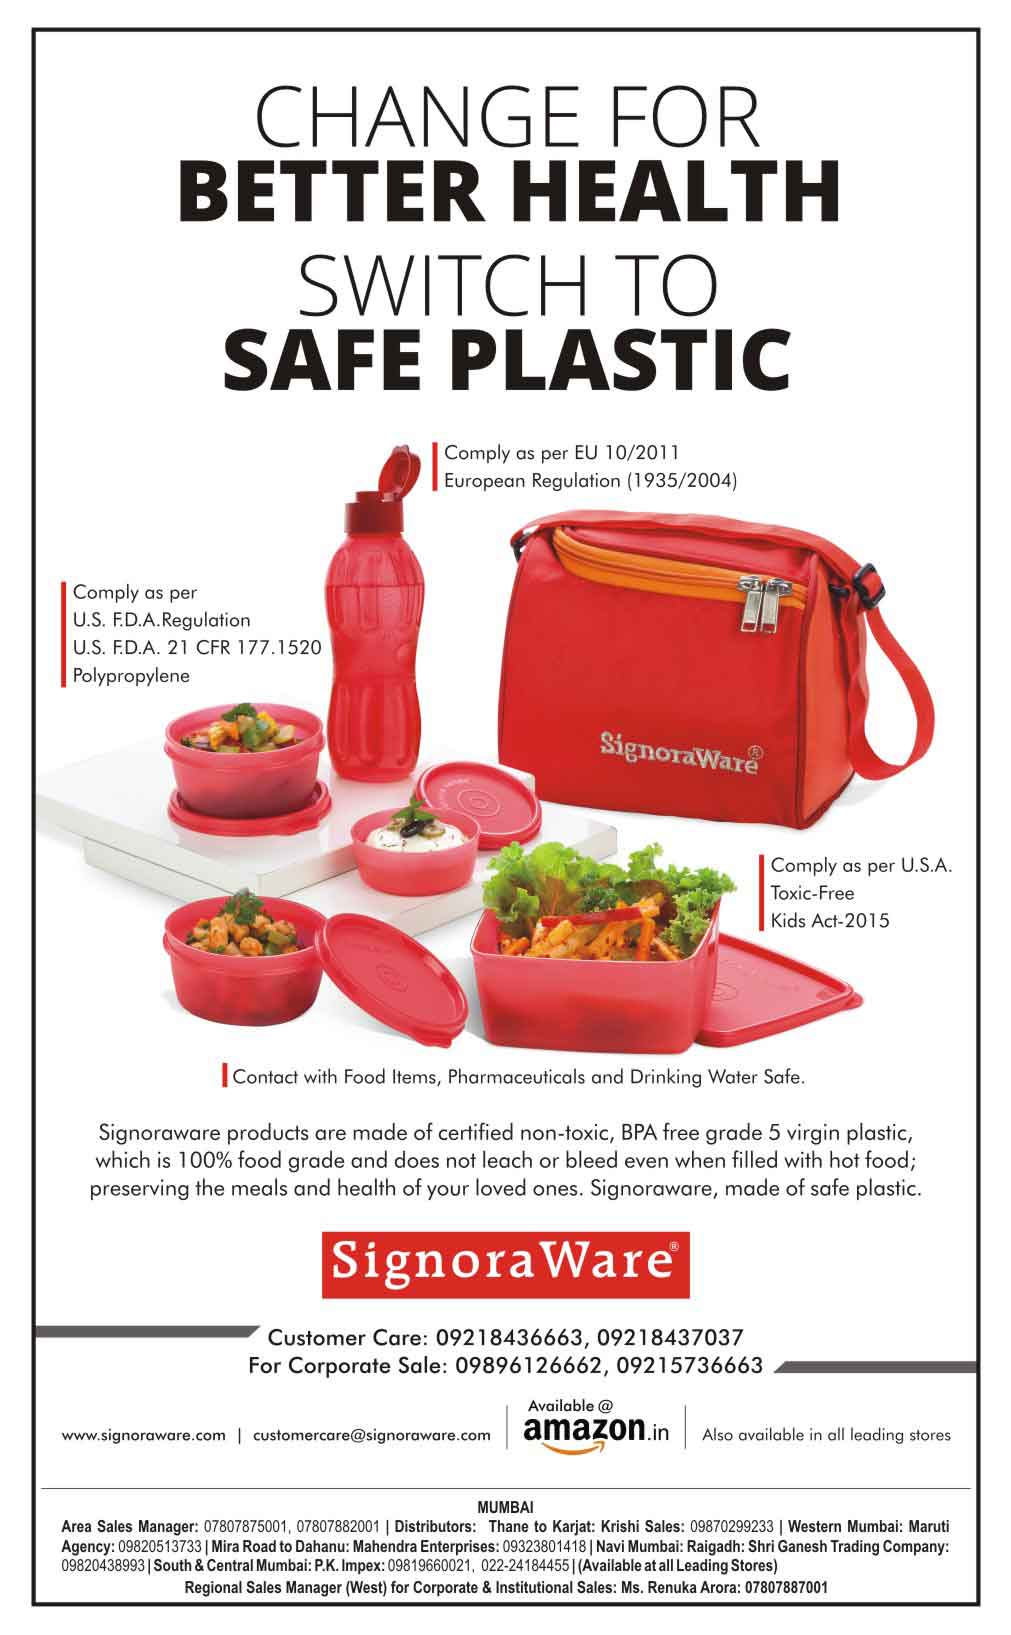 CHANGE FOR
BETTER HEALTH
SWITCH TO
SAFE PLASTIC
Comply as per EU 10/2011
European Regulation (1935/2004)
Comply as per
U.S. F.D.A.Regulation
U.S. F.D.A. 21 CFR 177.1520
Polypropylene
SignoraWare®
Comply as per U.S.A.
Toxic-Free
Kids Act-2015
Contact with Food Items, Pharmaceuticals and Drinking Water Safe.
Signoraware products are made of certified non-toxic, BPA free grade 5 virgin plastic,
which is 100% food grade and does not leach or bleed even when filled with hot food;
preserving the meals and health of your loved ones. Signoraware, made of safe plastic.
SignoraWare®
Customer Care: 09218436663, 09218437037
For Corporate Sale: 09896126662, 09215736663
www.signoraware.com | customercare@signoraware.com
Available @
amazon.in
Also available in all leading stores
MUMBAI
Area Sales Manager: 07807875001, 07807882001 | Distributors: Thane to Karjat: Krishi Sales: 09870299233 | Western Mumbai: Maruti
Agency: 09820513733 | Mira Road to Dahanu: Mahendra Enterprises: 09323801418 | Navi Mumbai: Raigadh: Shri Ganesh Trading Company:
09820438993 | South & Central Mumbai: P.K. Impex: 09819660021, 022-24184455 | (Available at all Leading Stores)
Regional Sales Manager (West) for Corporate & Institutional Sales: Ms. Renuka Arora: 07807887001